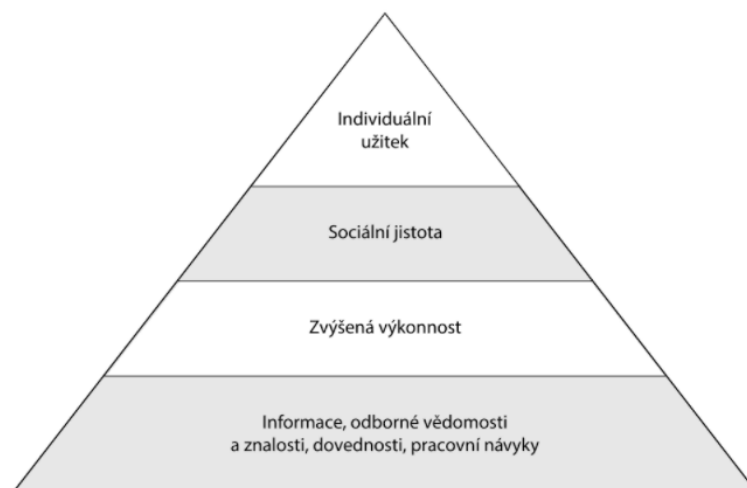 Individuální
užitek
Sociální jistota
Zvýšená výkonnost
Informace, odborné vědomosti
a znalosti, dovednosti, pracovní návyky